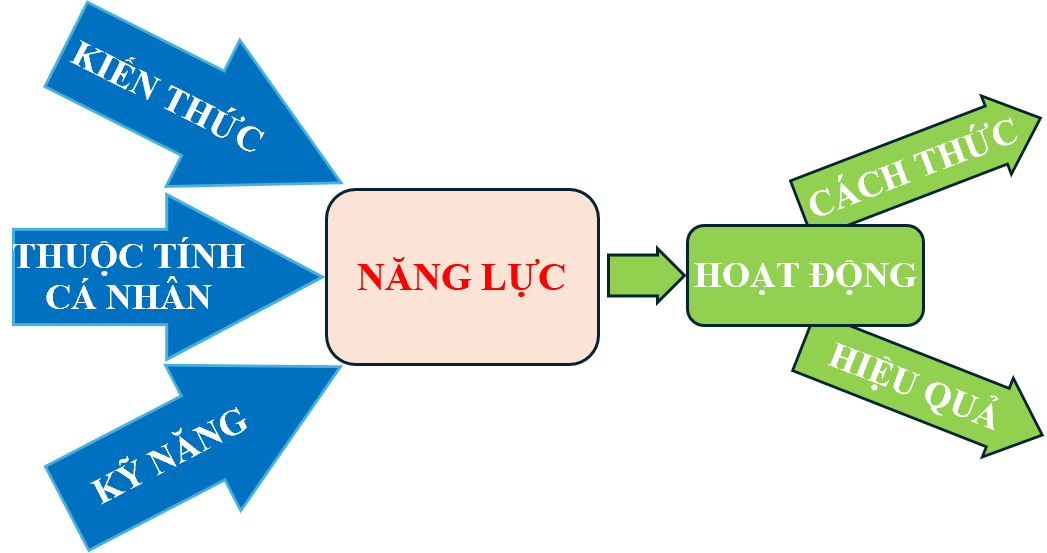 KIẾN THỨC
THUỘC TÍNH
CÁ NHÂN
KỸ NĂNG
NĂNG LỰC
HOẠT ĐỘNG
CÁCH THỨC
HIỆU QUẢ